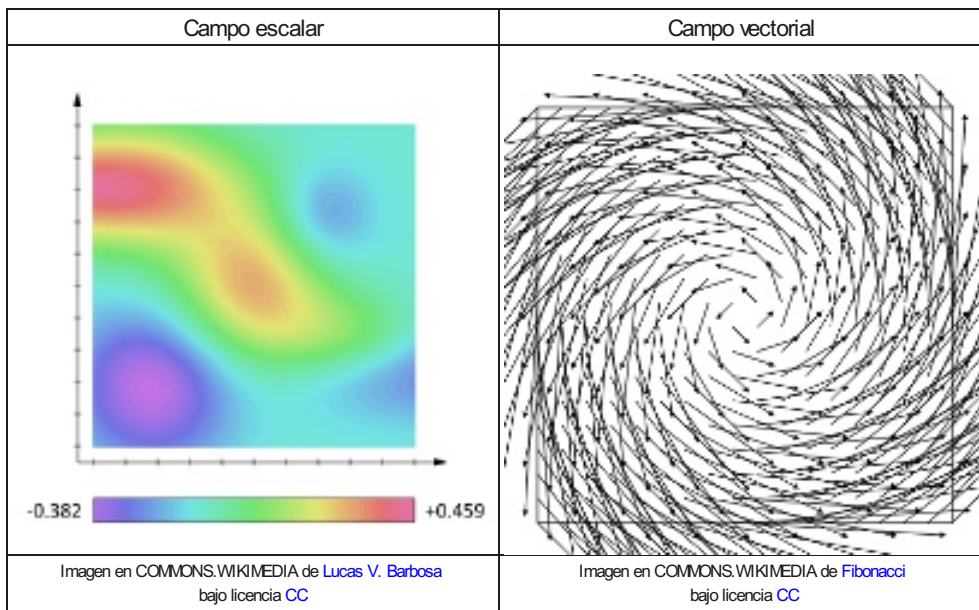 Campo escalar
Campo vectorial
-0.382
+0.459
Imagen en COMMONS.WIKIMEDIA de Lucas V. Barbosa
bajo licencia CC
Imagen en COMMONS.WIKIMEDIA de Fibonacci
bajo licencia CC